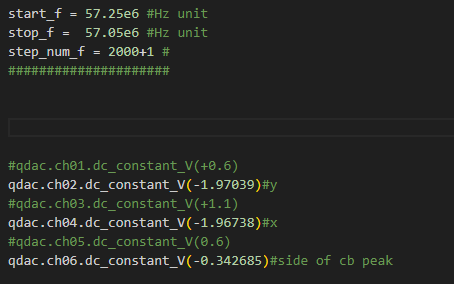 start_f = 57.25e6 #Hz unit
stop_f =  57.05e6 #Hz unit
step_num_f = 2000+1 #
#####################
#qdac.ch01.dc_constant_V(+0.6)
qdac.ch02.dc_constant_V(-1.97039)#y
#qdac.ch03.dc_constant_V(+1.1)
qdac.ch04.dc_constant_V(-1.96738)#x
#qdac.ch05.dc_constant_V(0.6)
qdac.ch06.dc_constant_V(-0.342685)#side of cb peak